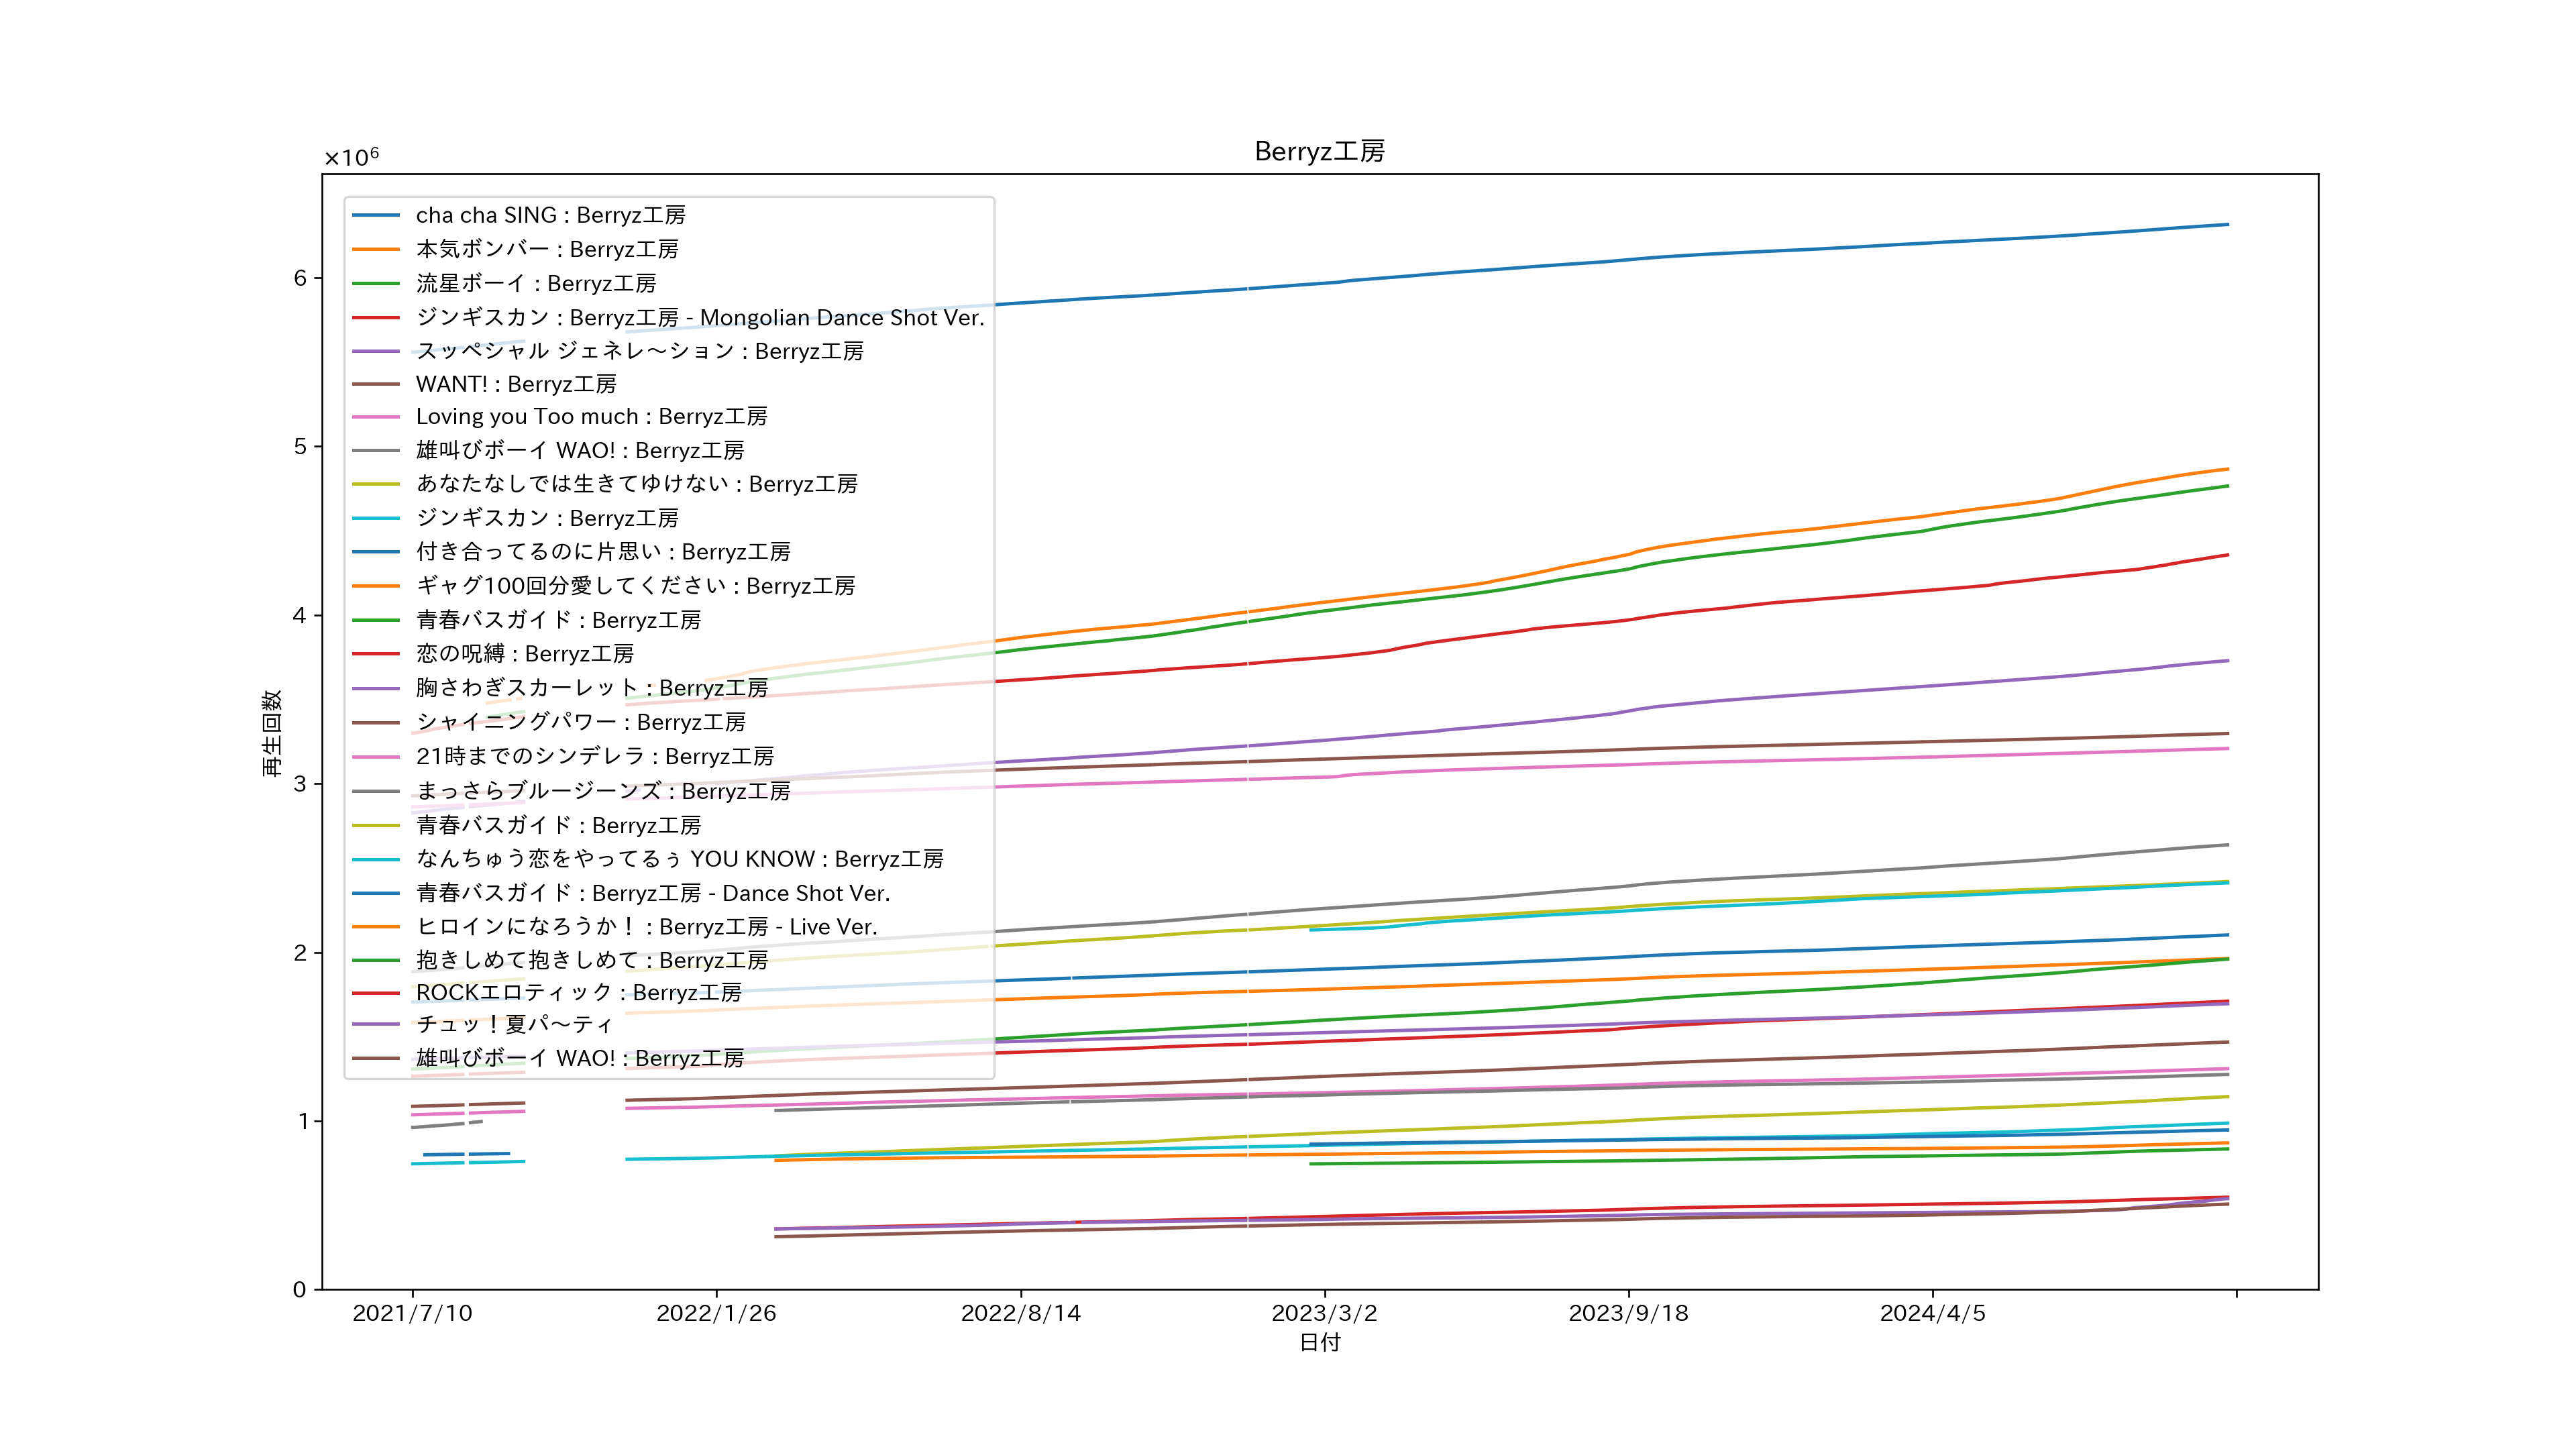 Berryz工房
×10⁶
cha cha SING : Berryz工房
本気ボンバー : Berryz工房
流星ボーイ : Berryz工房
ジンギスカン : Berryz工房 - Mongolian Dance Shot Ver.
スッペシャル ジェネレ〜ション : Berryz工房
WANT! : Berryz工房
Loving you Too much : Berryz工房
雄叫びボーイ WAO! : Berryz工房
あなたなしでは生きてゆけない : Berryz工房
ジンギスカン : Berryz工房
付き合ってるのに片思い : Berryz工房
ギャグ100回分愛してください : Berryz工房
青春バスガイド : Berryz工房
恋の呪縛 : Berryz工房
胸さわぎスカーレット : Berryz工房
シャイニングパワー : Berryz工房
21時までのシンデレラ : Berryz工房
まっさらブルージーンズ : Berryz工房
青春バスガイド : Berryz工房
なんちゅう恋をやってるぅ YOU KNOW : Berryz工房
青春バスガイド : Berryz工房 - Dance Shot Ver.
ヒロインになろうか！ : Berryz工房 - Live Ver.
抱きしめて抱きしめて : Berryz工房
ROCKエロティック : Berryz工房
チュッ！夏パ〜ティ
雄叫びボーイ WAO! : Berryz工房
再生回数
6
5
4
3
2
1
0
2021/7/10
2022/1/26
2022/8/14
2023/3/2
2023/9/18
2024/4/5
日付